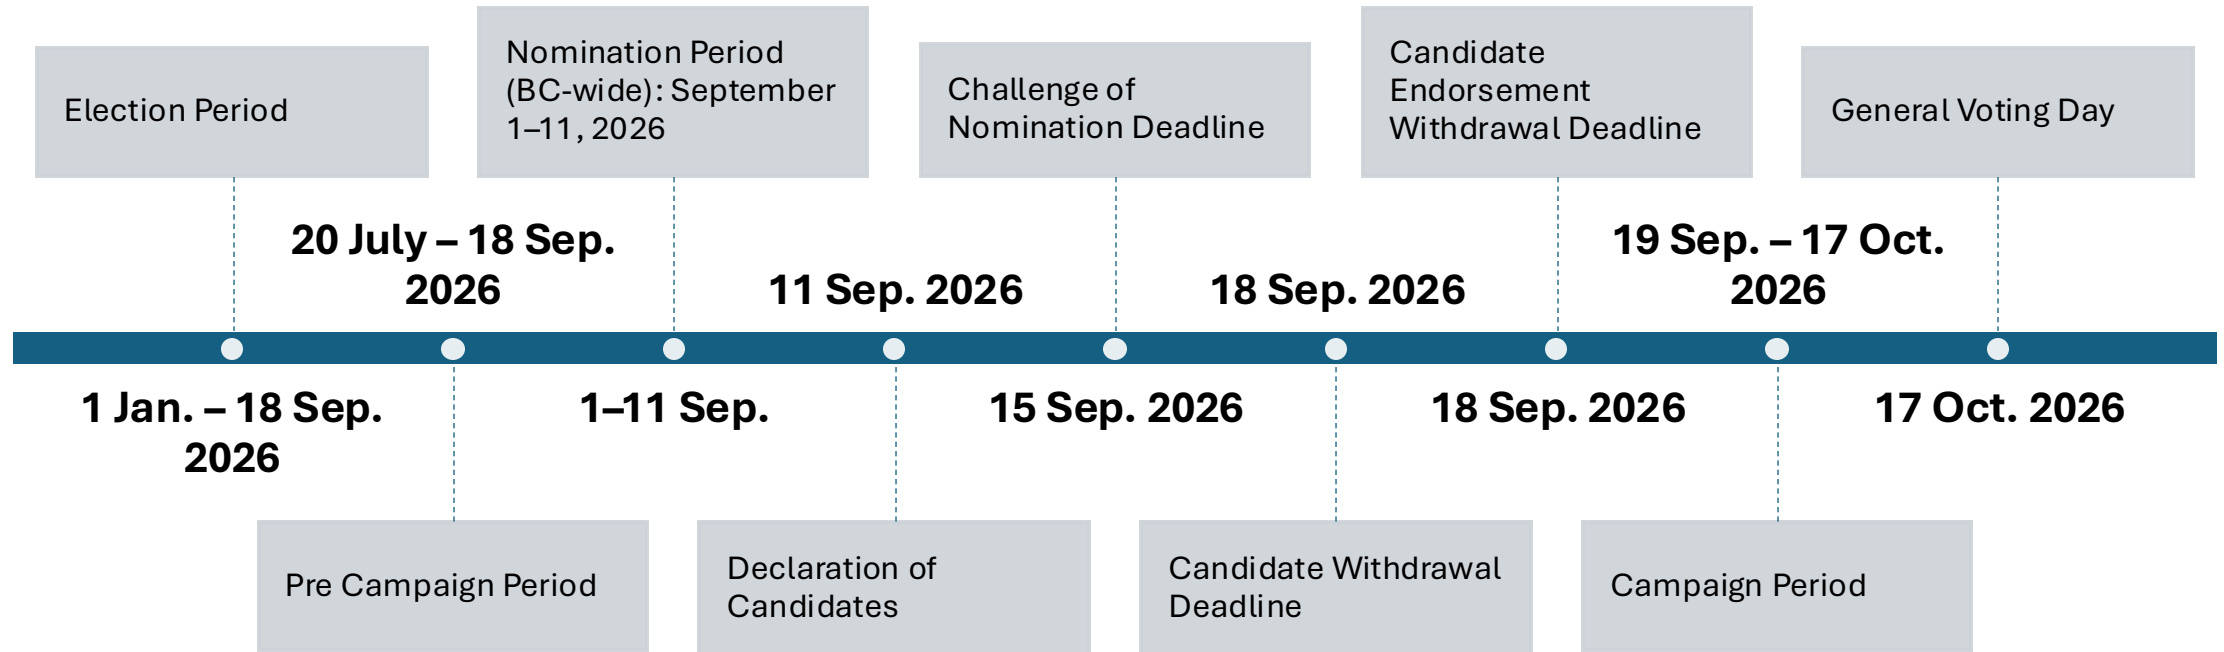 Election Period
Nomination Period
(BC-wide): September
1–11, 2026
Challenge of
Nomination Deadline
Candidate
Endorsement
Withdrawal Deadline
General Voting Day
20 July – 18 Sep.
2026
11 Sep. 2026
18 Sep. 2026
19 Sep. – 17 Oct.
2026
1 Jan. – 18 Sep.
2026
1–11 Sep.
15 Sep. 2026
18 Sep. 2026
17 Oct. 2026
Pre Campaign Period
Declaration of
Candidates
Candidate Withdrawal
Deadline
Campaign Period